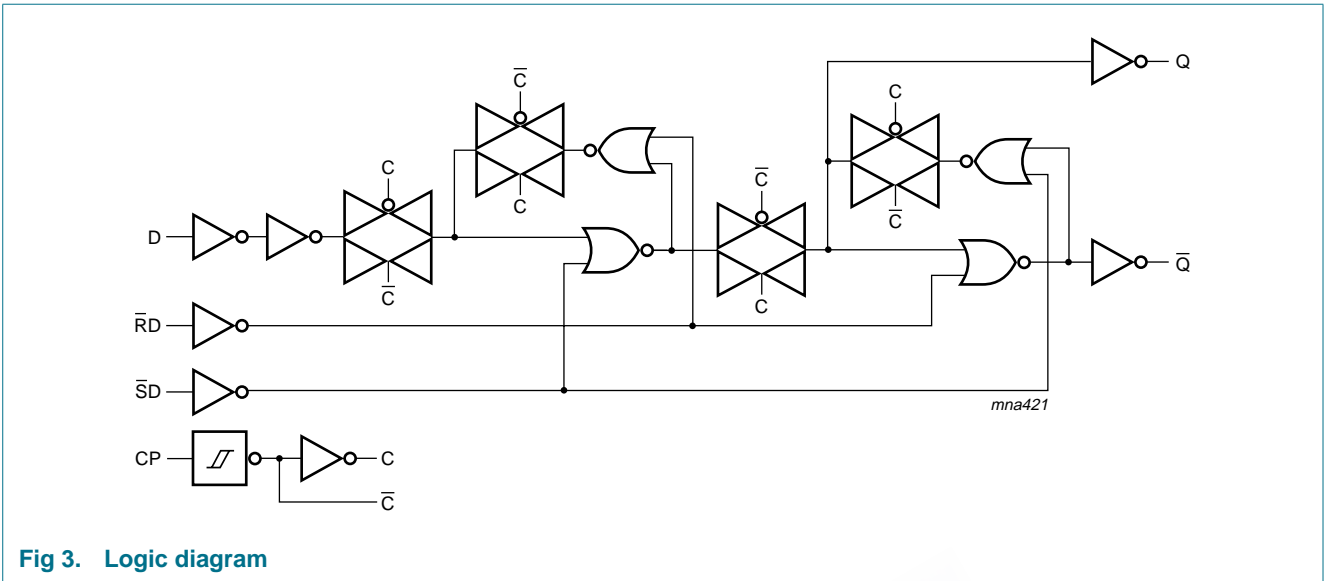 C̅
Q
C
C
C
C̅
D
C̅
C̅
Q̅
C
R̅D
S̅D
mna421
CP
C
C̅
Fig 3. Logic diagram